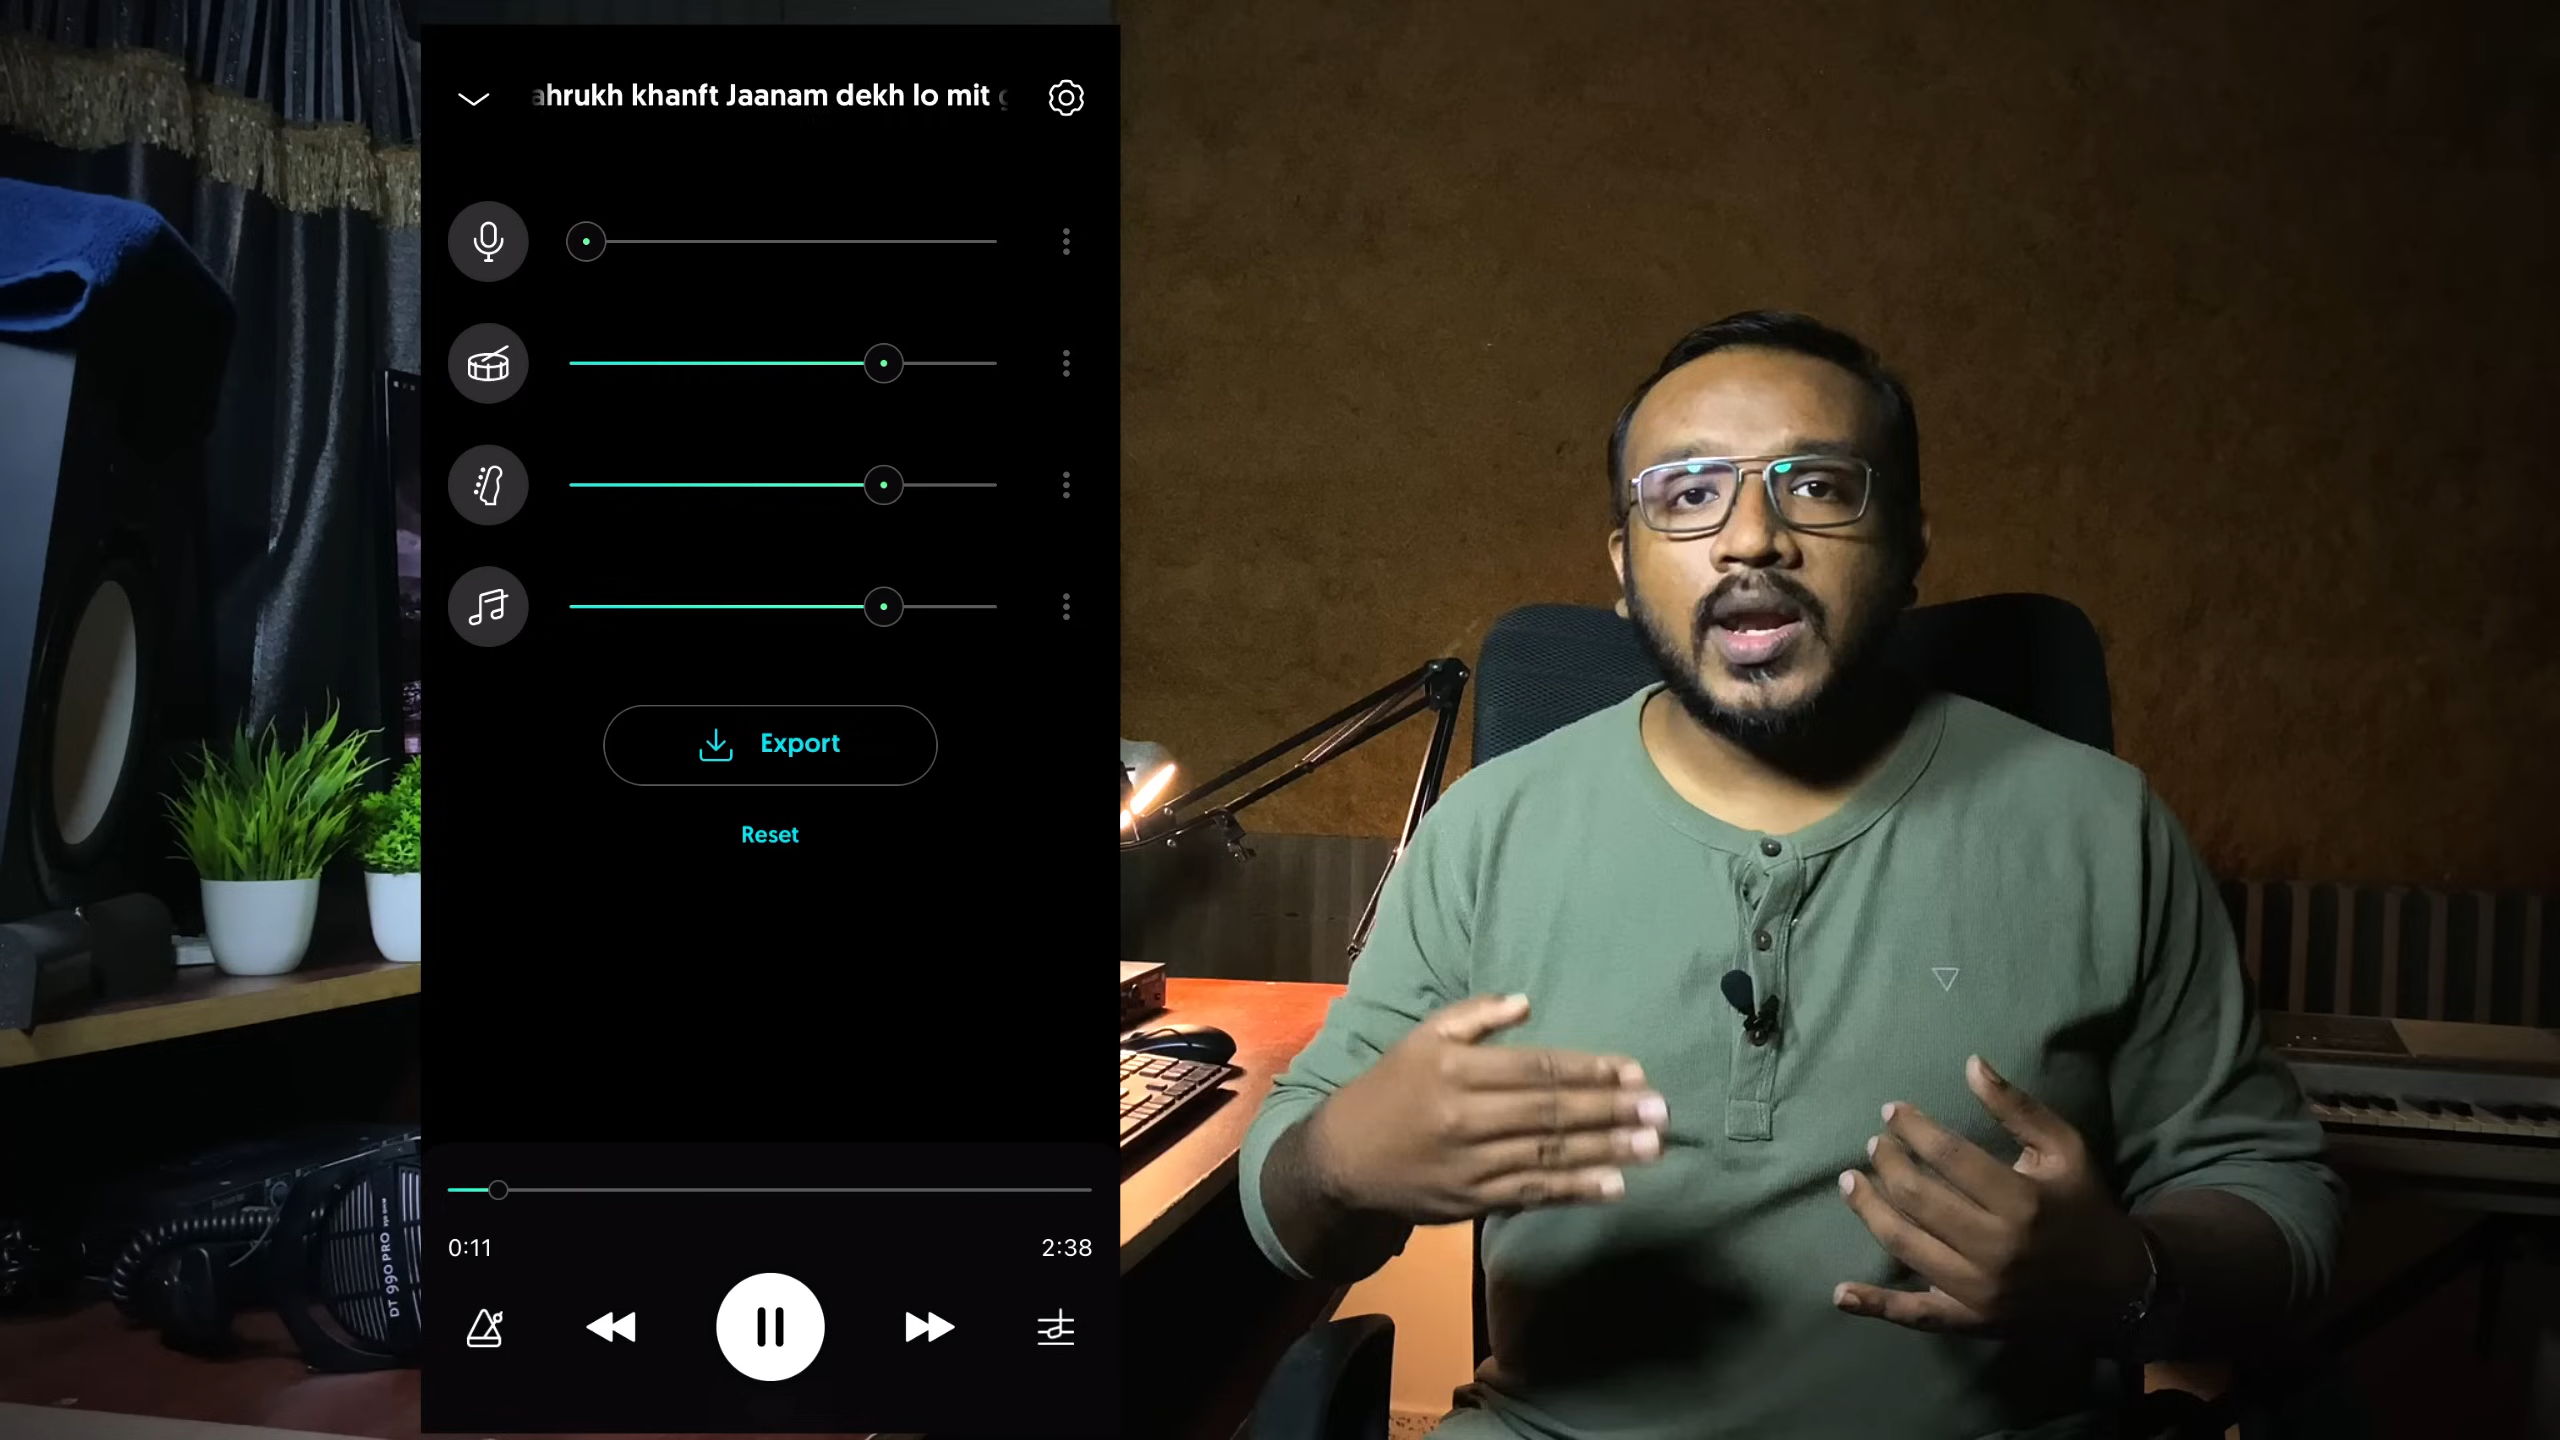 ahrukh khanft Jaanam dekh lo mit
Export
Reset
0:11
2:38
DT 990 PRO